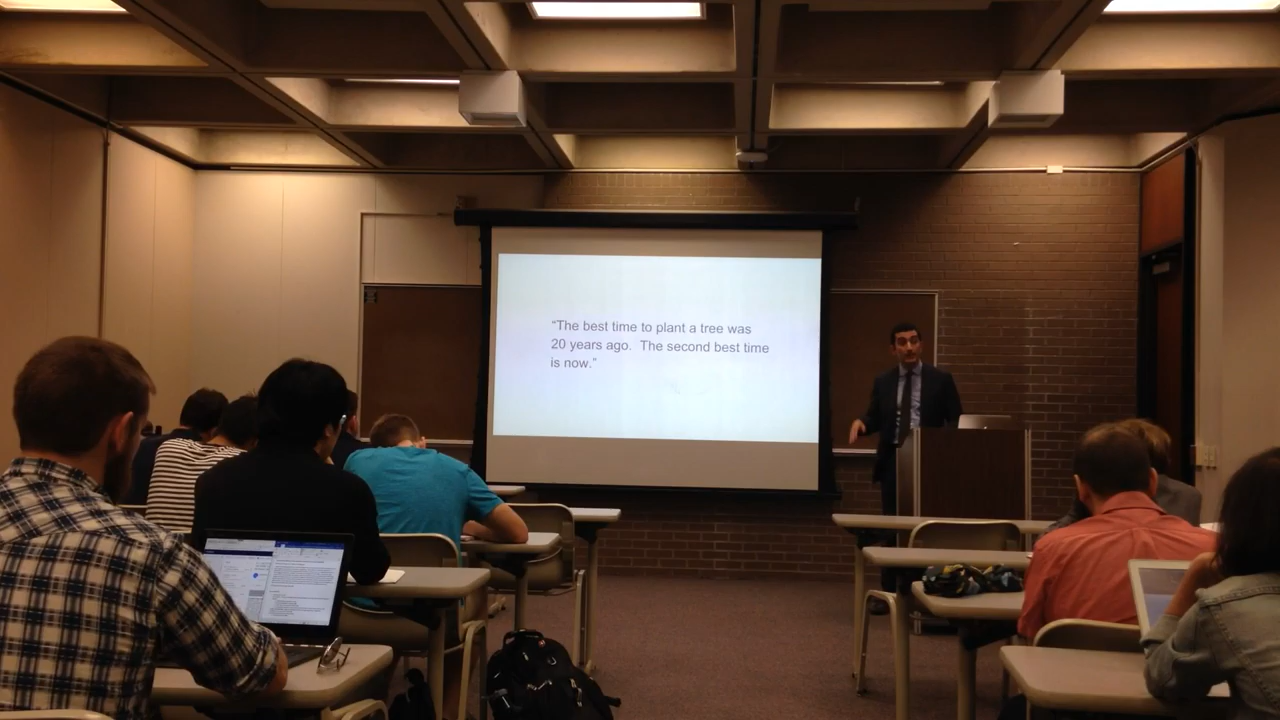 “The best time to plant a tree was
20 years ago.  The second best time
is now.”